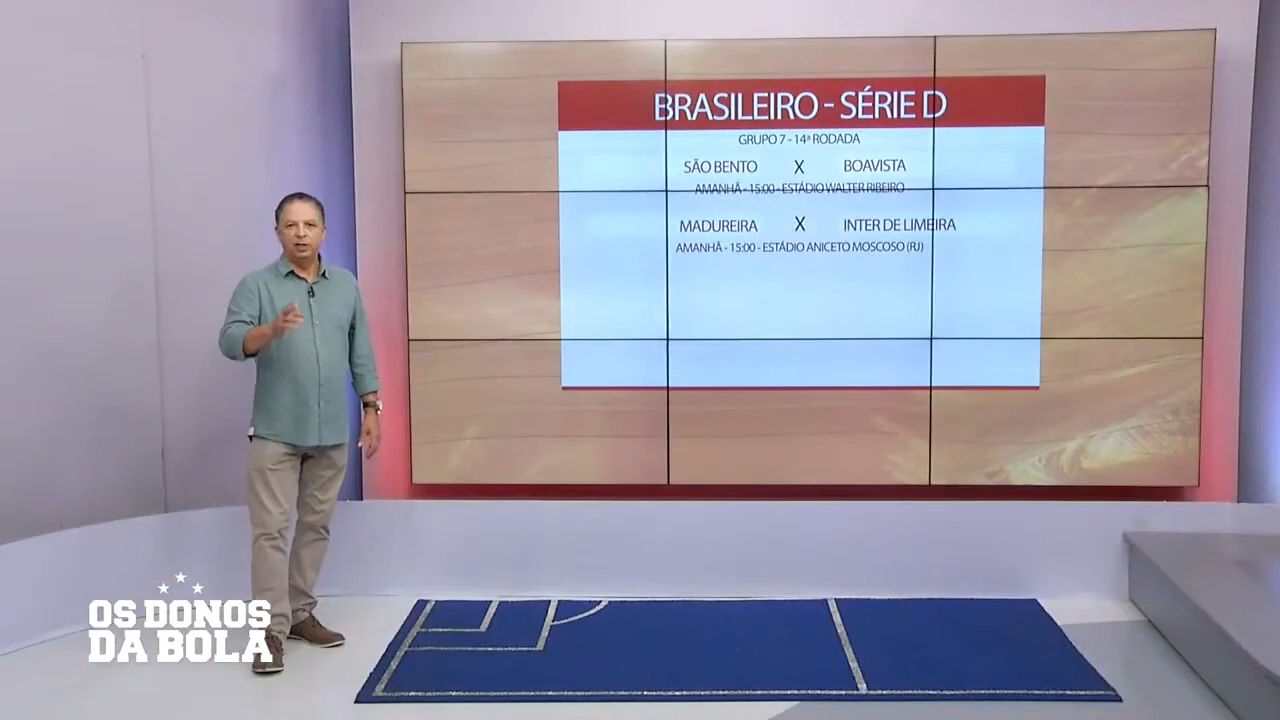 BRASILEIRO - SÉRIE D
GRUPO 7 - 14ª RODADA
SÃO BENTO X BOAVISTA
AMANHÃ - 15:00 - ESTÁDIO WALTER RIBEIRO
MADUREIRA X INTER DE LIMEIRA
AMANHÃ - 15:00 - ESTÁDIO ANICETO MOSCOSO (RJ)
OS DONOS
DA BOLA